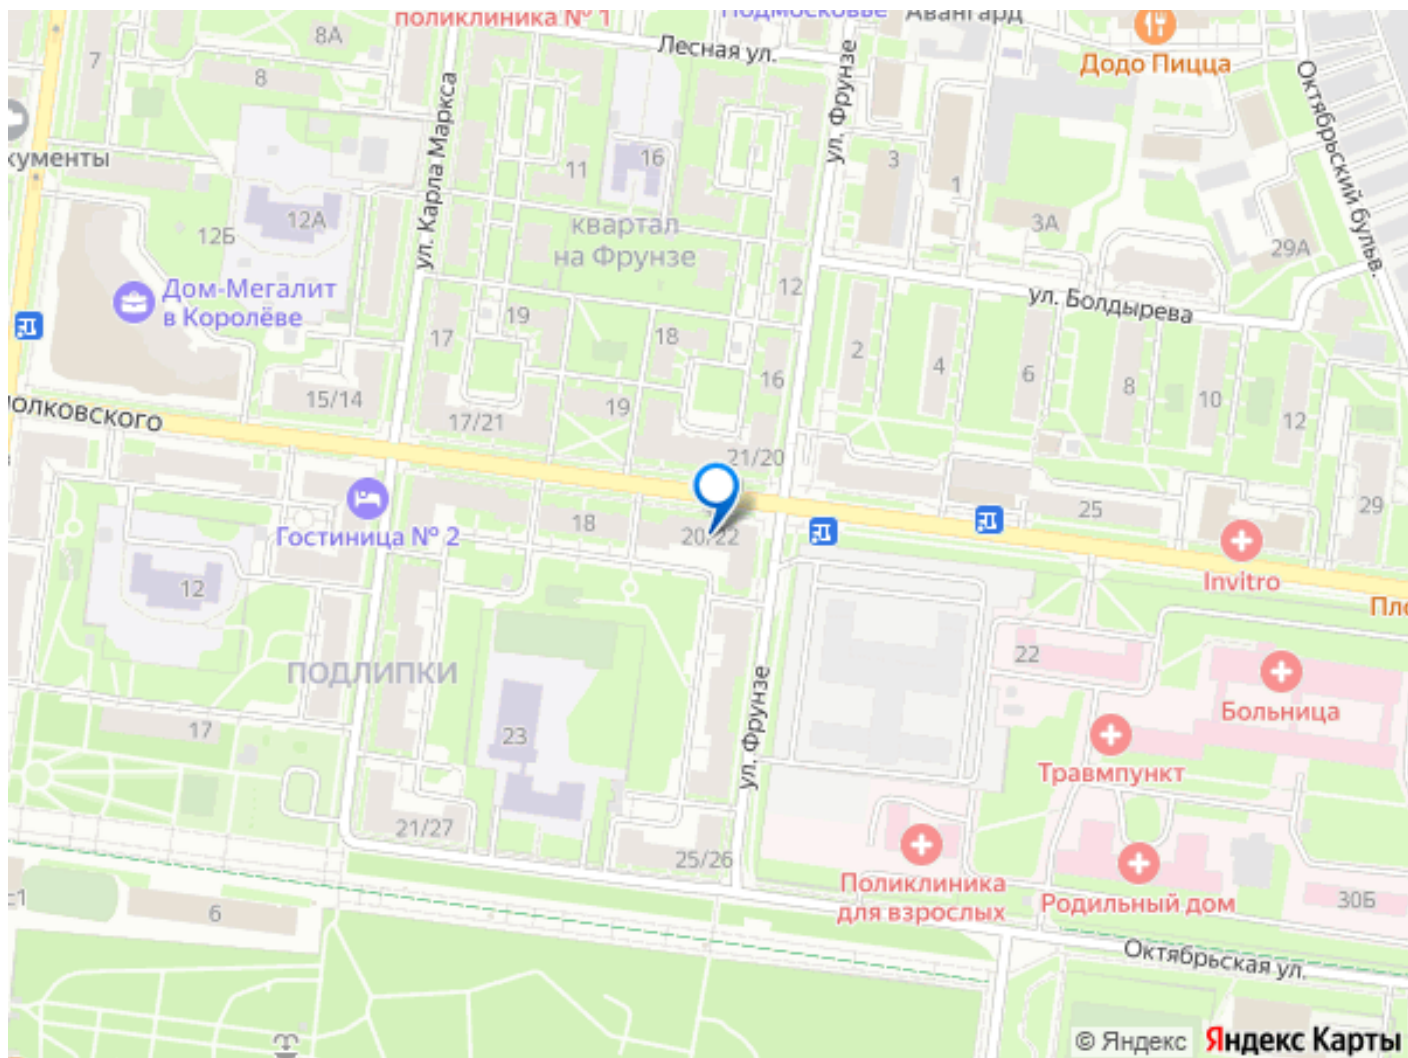 поликлиника № 1
Подмосковье
Авангард
8А
7
8
Лесная ул.
ул. Фрунзе
Додо Пицца
Октябрьский бульв.
ул. Карла Маркса
кументы
11
16
3
1
12А
12Б
квартал
на Фрунзе
3А
29А
12
Дом-Мегалит
в Королёве
ул. Болдырева
17
19
18
2
4
6
8
10
12
16
15/14
17/21
19
олковского
21/20
Гостиница № 2
18
20/22
25
29
Invitro
12
Пло
22
ПОДЛИПКИ
ул. Фрунзе
Больница
17
23
Травмпункт
21/27
25/26
Поликлиника
для взрослых
Родильный дом
30Б
с1
6
Октябрьская ул.
© Яндекс Яндекс Карты